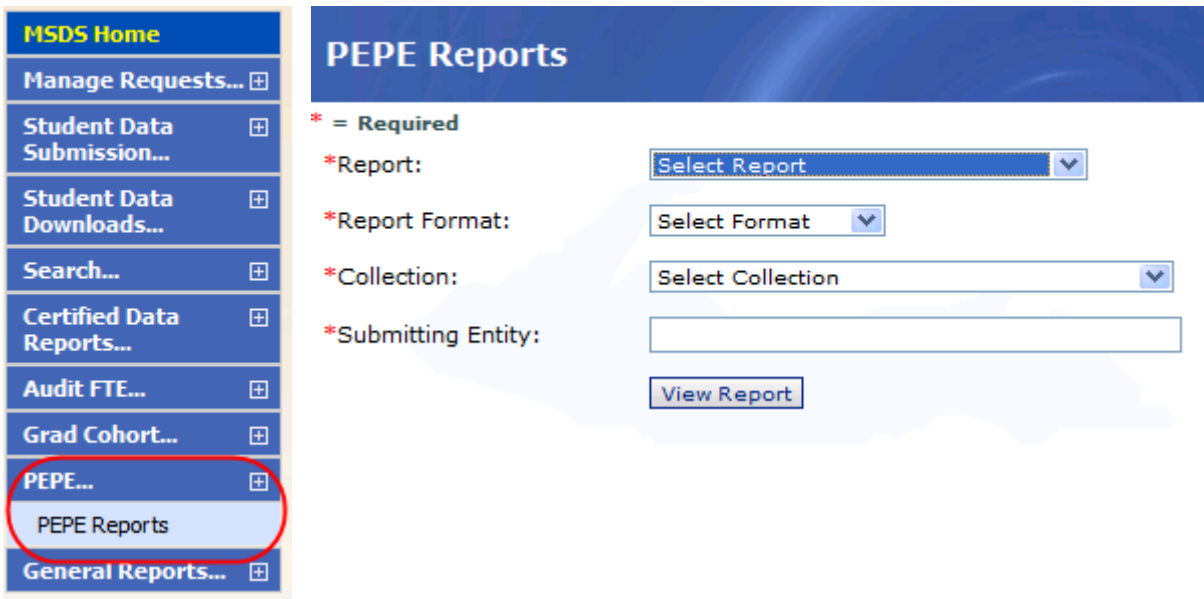 MSDS Home
Manage Requests...
Student Data
Submission...
Student Data
Downloads...
Search...
Certified Data
Reports...
Audit FTE...
Grad Cohort...
PEPE...
PEPE Reports
General Reports...
PEPE Reports
* = Required
*Report: Select Report
*Report Format: Select Format
*Collection: Select Collection
*Submitting Entity:
View Report